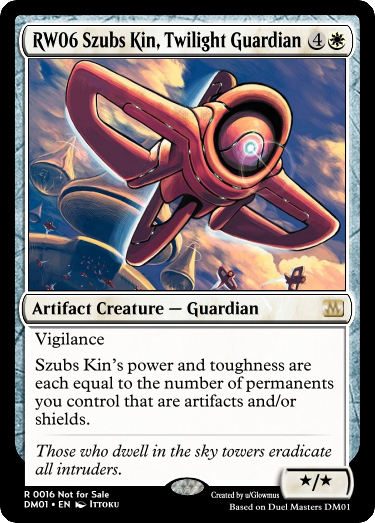 RW06 Szubs Kin, Twilight Guardian 4
Artifact Creature — Guardian
Vigilance
Szubs Kin's power and toughness are
each equal to the number of permanents
you control that are artifacts and/or
shields.
Those who dwell in the sky towers eradicate
all intruders.
*/*
R 0016 Not for Sale
DM01 • EN Ittoku
Created by u/Glowmus
Based on Duel Masters DM01